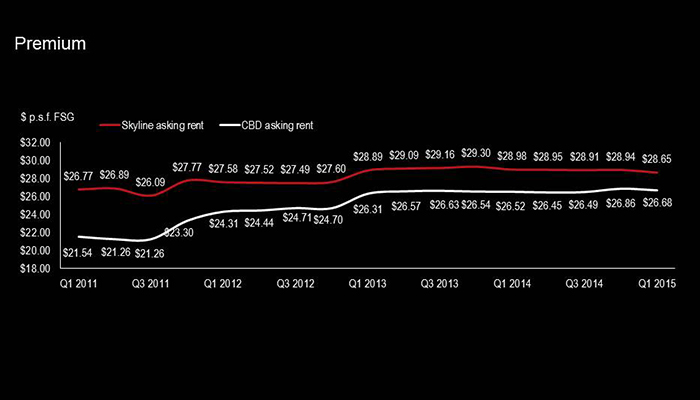 Premium
$ p.s.f. FSG
Skyline asking rent
CBD asking rent
$32.00
$30.00
$28.00
$26.00
$24.00
$22.00
$20.00
$18.00
$26.77 $26.89 $26.09 $27.77 $27.58 $27.52 $27.49 $27.60 $28.89 $29.09 $29.16 $29.30 $28.98 $28.95 $28.91 $28.94 $28.65
$21.54 $21.26 $21.26 $23.30 $24.31 $24.44 $24.71 $24.70 $26.31 $26.57 $26.63 $26.54 $26.52 $26.45 $26.49 $26.86 $26.68
Q1 2011 Q3 2011 Q1 2012 Q3 2012 Q1 2013 Q3 2013 Q1 2014 Q3 2014 Q1 2015